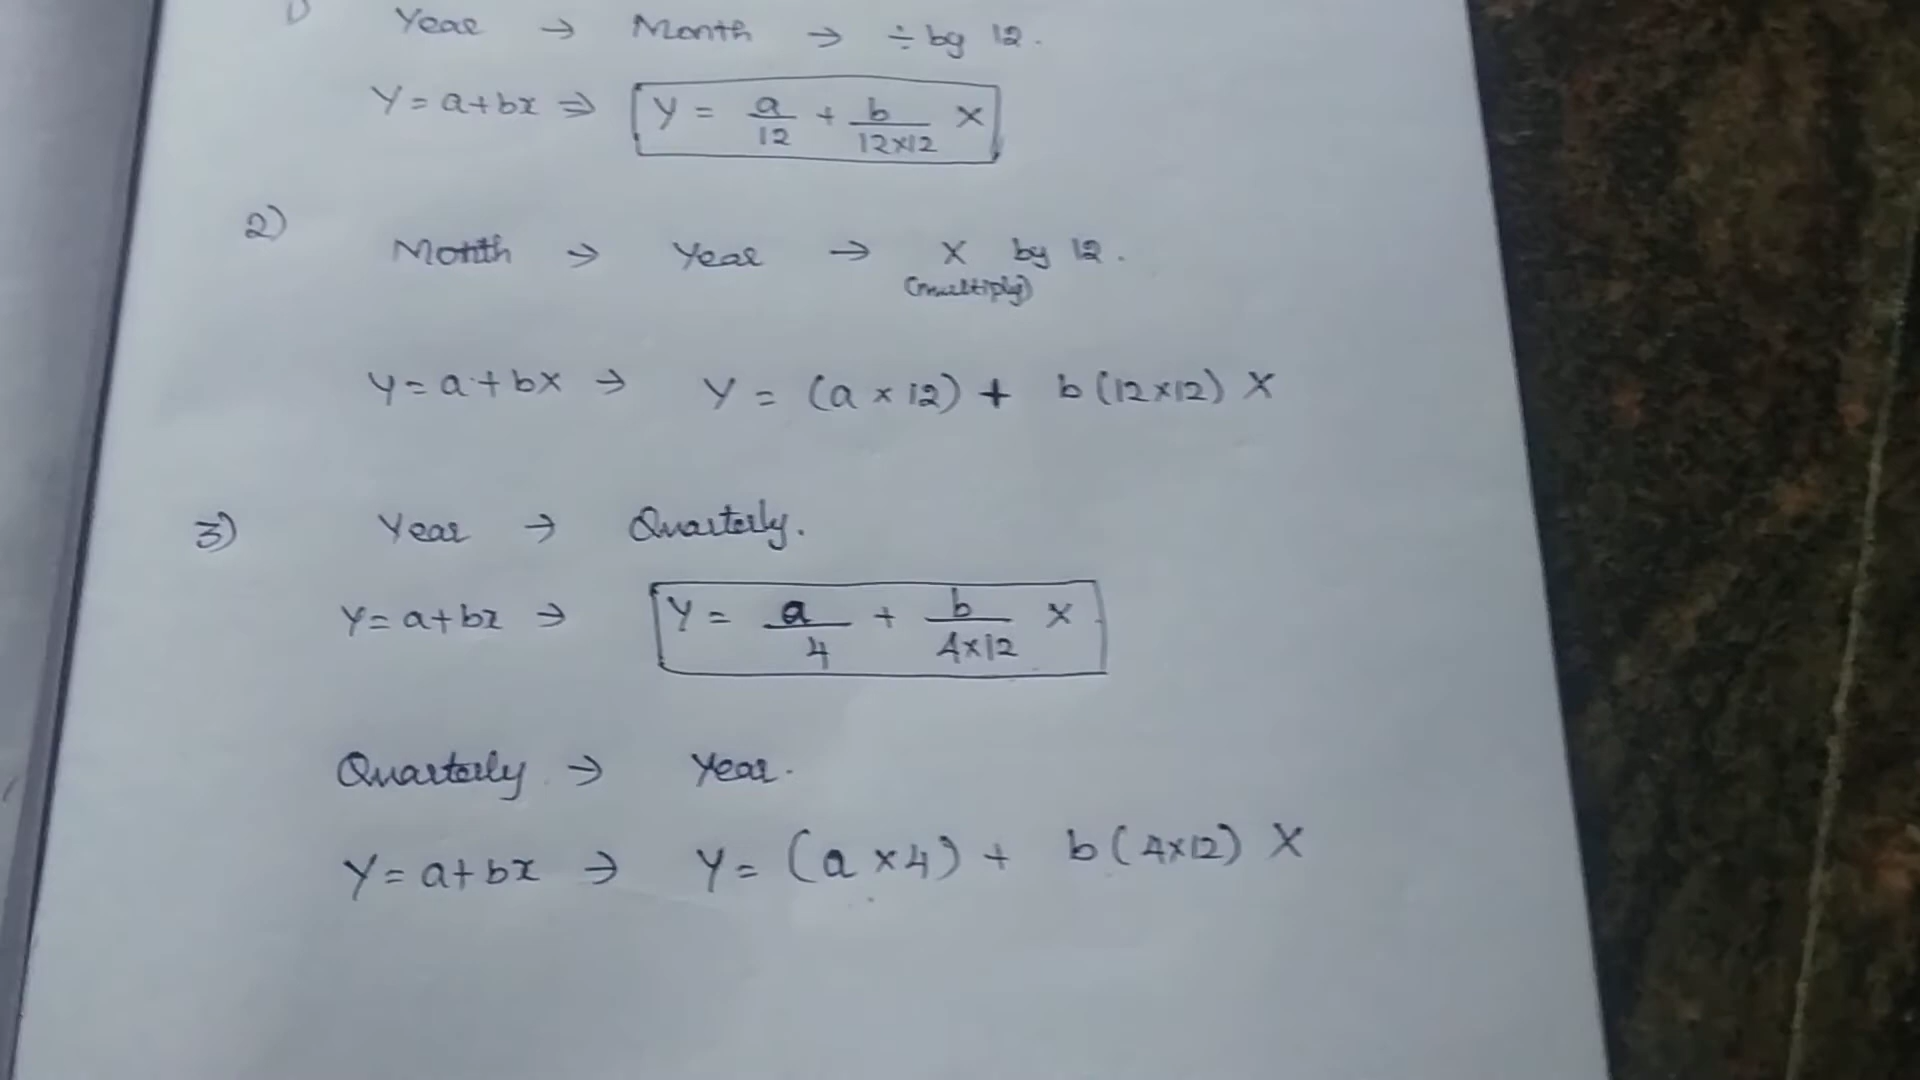 1) Year → Month → ÷ by 12.
Y = a + bx ⇒ Y = a/12 + b/(12×12) X
2) Month → Year → X by 12.
(multiply)
Y = a + bx → Y = (a × 12) + b(12×12) X
3) Year → Quarterly.
Y = a + bx → Y = a/4 + b/(4×12) X
Quarterly → Year.
Y = a + bx → Y = (a × 4) + b(4×12) X